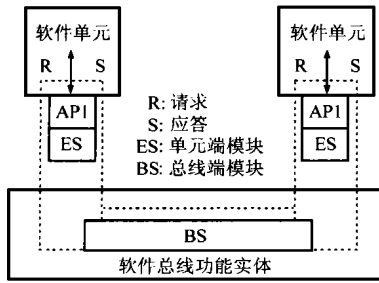 软件单元
软件单元
R
S
R
S
API
API
ES
ES
R: 请求
S: 应答
ES: 单元端模块
BS: 总线端模块
BS
软件总线功能实体